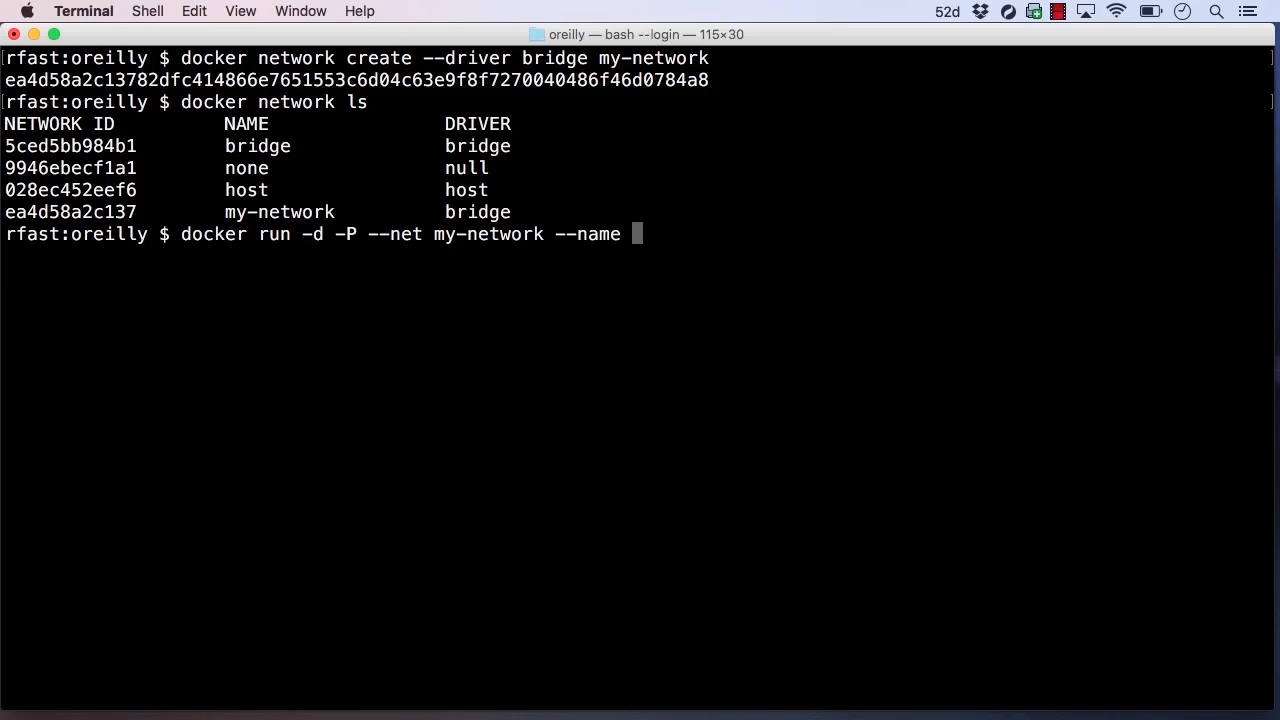 Terminal Shell Edit View Window Help 52d
oreilly — bash --login — 115×30
rfast:oreilly $ docker network create --driver bridge my-network
ea4d58a2c13782dfc414866e7651553c6d04c63e9f8f7270040486f46d0784a8
rfast:oreilly $ docker network ls
NETWORK ID NAME DRIVER
5ced5bb984b1 bridge bridge
9946ebecf1a1 none null
028ec452eef6 host host
ea4d58a2c137 my-network bridge
rfast:oreilly $ docker run -d -P --net my-network --name